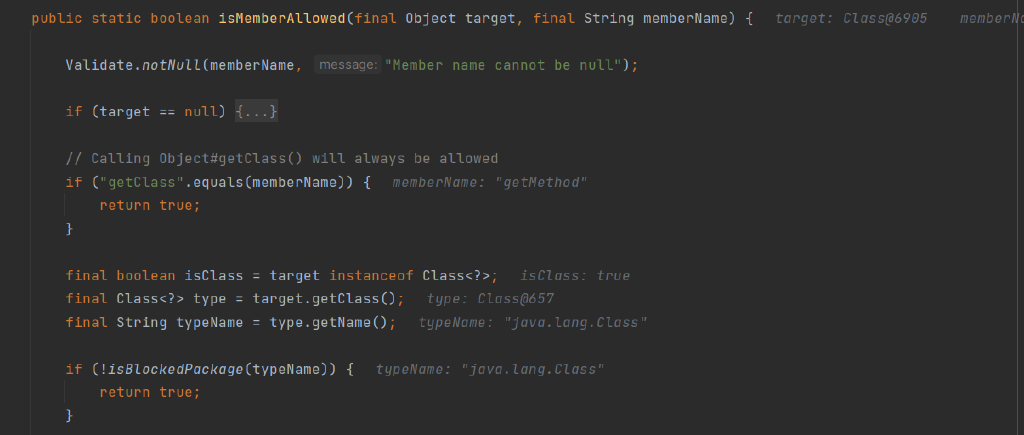 public static boolean isMemberAllowed(final Object target, final String memberName) {   target: Class@6905    memberNa
Validate.notNull(memberName, message: "Member name cannot be null");
if (target == null) {...}
// Calling Object#getClass() will always be allowed
if ("getClass".equals(memberName)) {   memberName: "getMethod"
return true;
}
final boolean isClass = target instanceof Class<?>;   isClass: true
final Class<?> type = target.getClass();   type: Class@657
final String typeName = type.getName();   typeName: "java.lang.Class"
if (!isBlockedPackage(typeName)) {   typeName: "java.lang.Class"
return true;
}